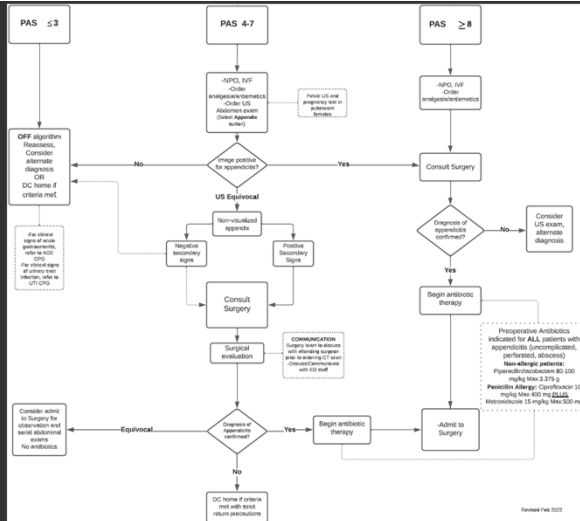 PAS ≤3
PAS 4-7
PAS ≥8
-NPO, IVF
-Order
analgesia/antiemetics
-Order US
Abdomen exam
(Select Appendix
button)
Pelvic US and
pregnancy test in
pubescent
females
-NPO, IVF
-Order
analgesia/antiemetics
OFF algorithm
Reassess,
Consider
alternate
diagnosis
OR
DC home if
criteria met
No
Image positive
for appendicitis?
Yes
Consult Surgery
US Equivocal
Non-visualized
appendix
Negative
secondary
signs
Positive
Secondary
Signs
-For clinical
signs of acute
gastroenteritis,
refer to AGE
CPG
-For clinical signs
of urinary tract
infection, refer to
UTI CPG
Diagnosis of
appendicitis
confirmed?
No
Consider
US exam,
alternate
diagnosis
Yes
Consult
Surgery
Begin antibiotic
therapy
Surgical
evaluation
COMMUNICATION
Surgery team to discuss
with attending surgeon
prior to ordering CT scan
-Discuss/Communicate
with ED staff
Preoperative Antibiotics
indicated for ALL patients with
appendicitis (uncomplicated,
perforated, abscess)
Non-allergic patients:
Piperacillin/tazobactam 80-100
mg/kg Max 3.375 g
Penicillin Allergy: Ciprofloxacin 10
mg/kg Max 400 mg PLUS
Metronidazole 15 mg/kg Max 500 mg
Consider admit
to Surgery for
observation and
serial abdominal
exams
No antibiotics
Equivocal
Diagnosis of
Appendicitis
confirmed?
Yes
Begin antibiotic
therapy
-Admit to
Surgery
No
DC home if criteria
met with strict
return precautions
Revised Feb 2022